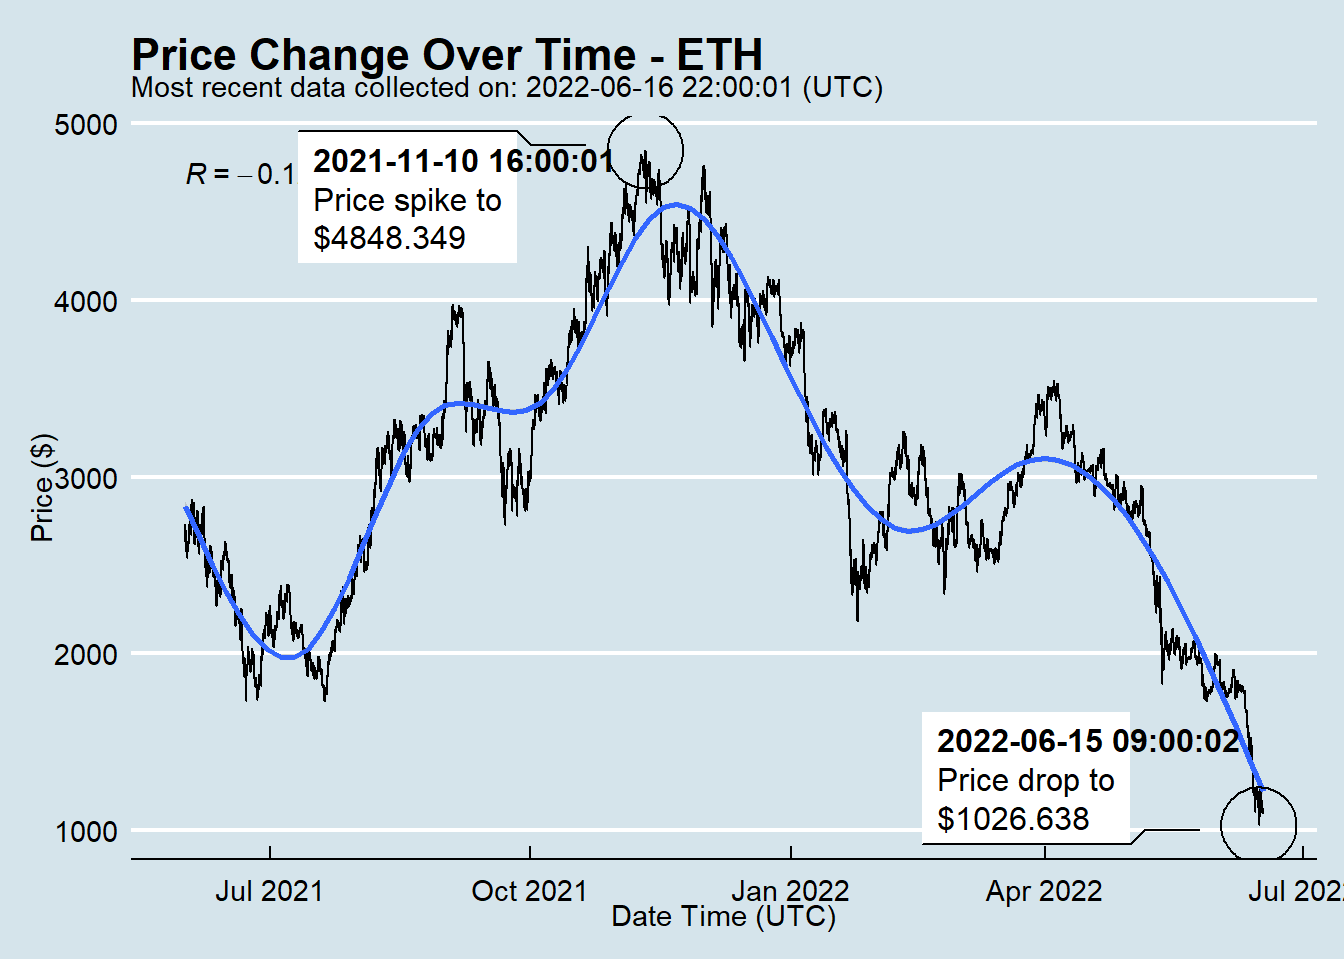 Price Change Over Time - ETH
Most recent data collected on: 2022-06-16 22:00:01 (UTC)
5000
R = −0.1
2021-11-10 16:00:01
Price spike to
$4848.349
4000
3000
Price ($)
2000
2022-06-15 09:00:02
Price drop to
$1026.638
1000
Jul 2021 Oct 2021 Jan 2022 Apr 2022 Jul
Date Time (UTC)